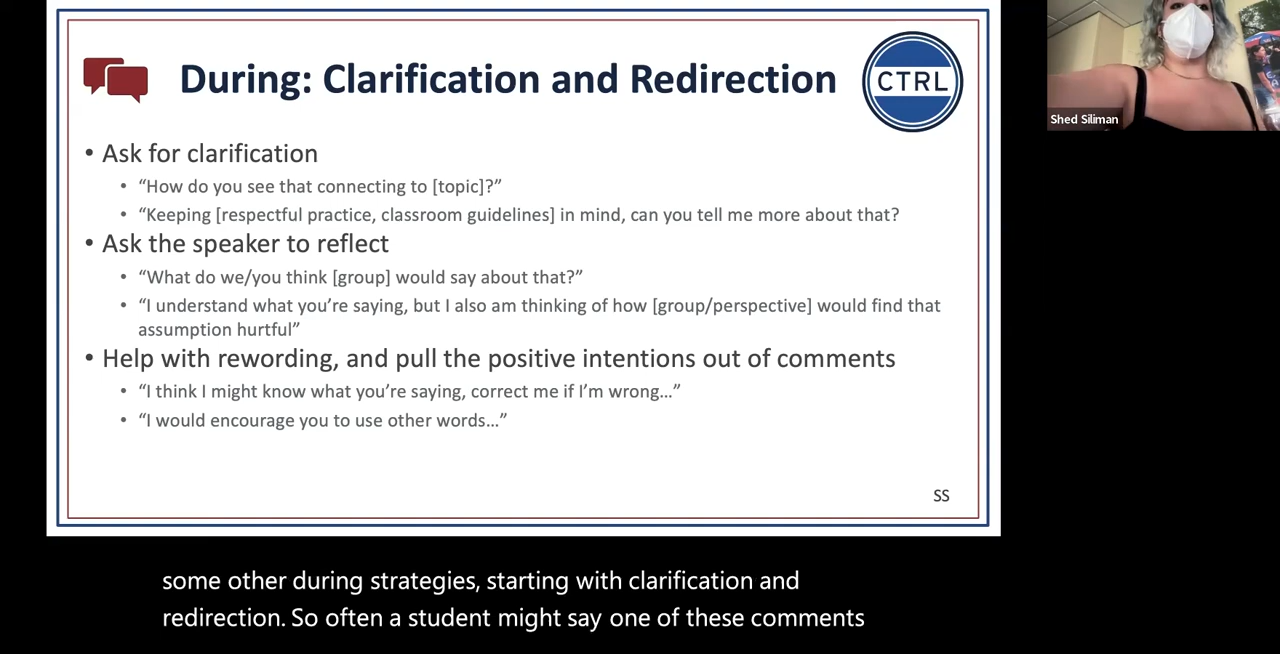 During: Clarification and Redirection
CTRL
• Ask for clarification
• “How do you see that connecting to [topic]?”
• “Keeping [respectful practice, classroom guidelines] in mind, can you tell me more about that?
• Ask the speaker to reflect
• “What do we/you think [group] would say about that?”
• “I understand what you’re saying, but I also am thinking of how [group/perspective] would find that
assumption hurtful”
• Help with rewording, and pull the positive intentions out of comments
• “I think I might know what you’re saying, correct me if I’m wrong…”
• “I would encourage you to use other words…”
SS
Shed Siliman
some other during strategies, starting with clarification and
redirection. So often a student might say one of these comments